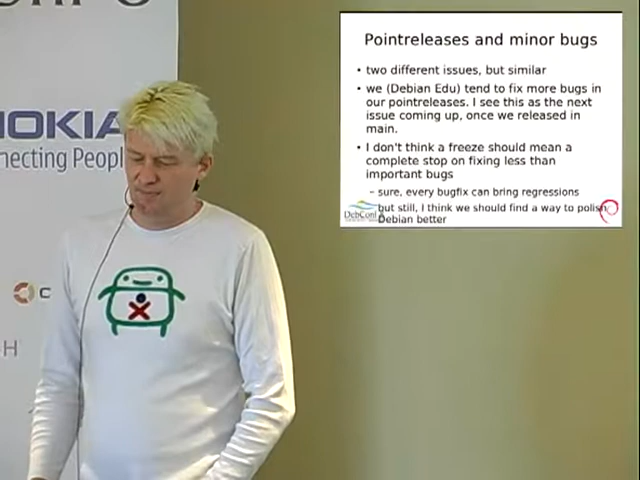 NOKIA
nnecting People
C
SH
Pointreleases and minor bugs
• two different issues, but similar
• we (Debian Edu) tend to fix more bugs in
our pointreleases. I see this as the next
issue coming up, once we released in
main.
• I don't think a freeze should mean a
complete stop on fixing less than
important bugs
– sure, every bugfix can bring regressions
but still, I think we should find a way to polish
Debian better
DebConf